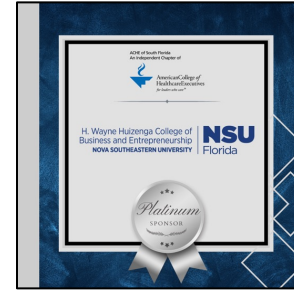 ACHE of South Florida
An Independent Chapter of
American College of
Healthcare Executives
for leaders who care®
H. Wayne Huizenga College of
Business and Entrepreneurship
NOVA SOUTHEASTERN UNIVERSITY
NSU
Florida
Platinum
SPONSOR